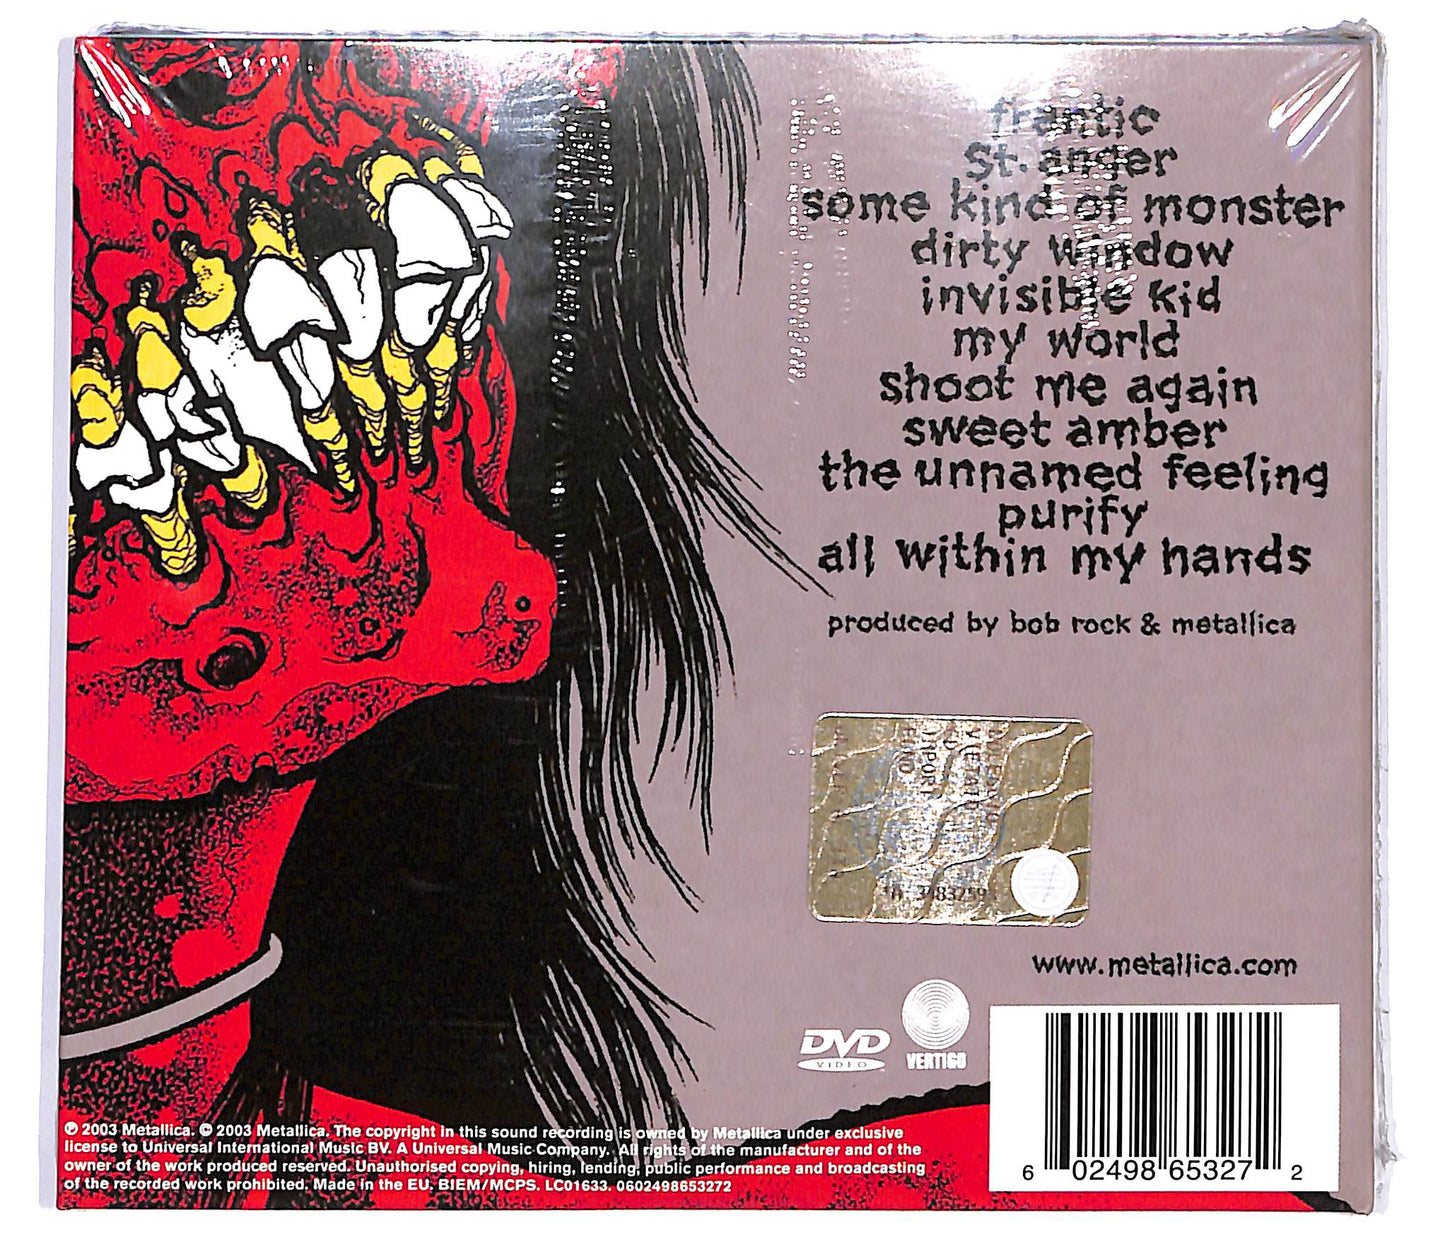 frantic
St. anger
some kind of monster
dirty window
invisible kid
my world
shoot me again
sweet amber
the unnamed feeling
purify
all within my hands
produced by bob rock & metallica
www.metallica.com
DVD
VIDEO
VERTIGO
℗ 2003 Metallica. © 2003 Metallica. The copyright in this sound recording is owned by Metallica under exclusive
license to Universal International Music BV. A Universal Music Company. All rights of the manufacturer and of the
owner of the work produced reserved. Unauthorised copying, hiring, lending, public performance and broadcasting
of the recorded work prohibited. Made in the EU. BIEM/MCPS. LC01633. 0602498653272
6 02498 65327 2